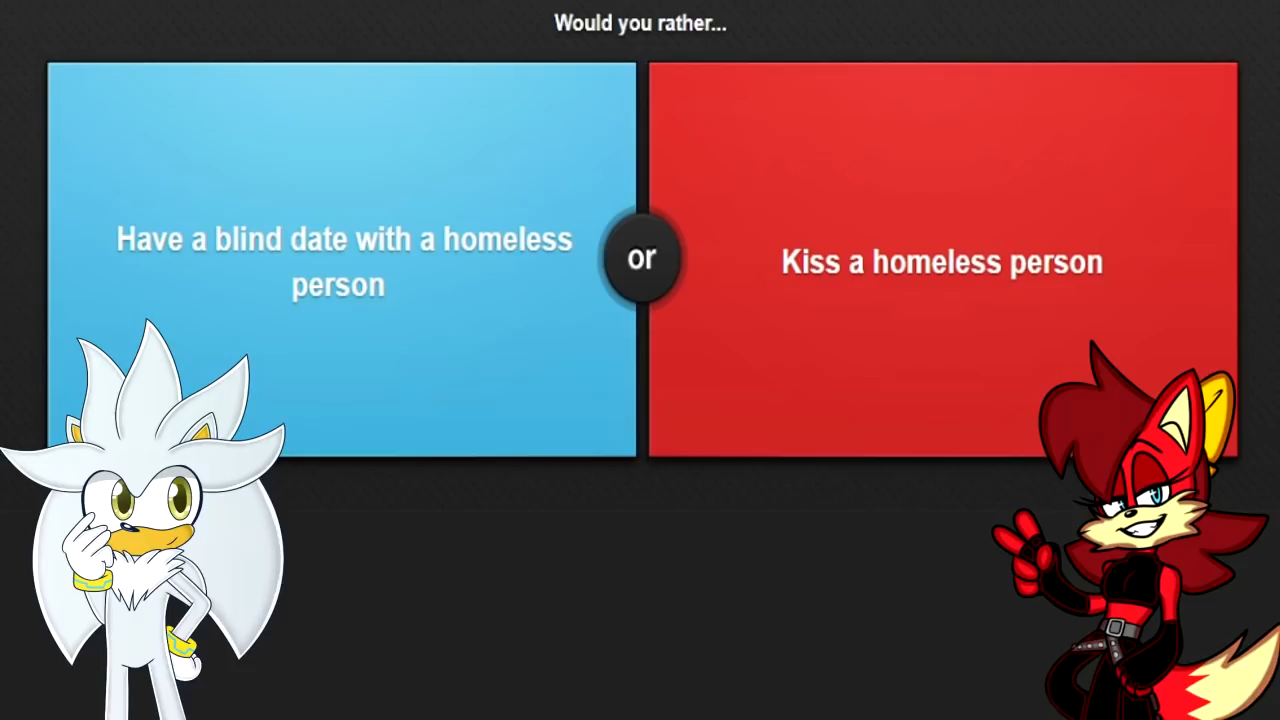 Would you rather...
Have a blind date with a homeless
person
or
Kiss a homeless person